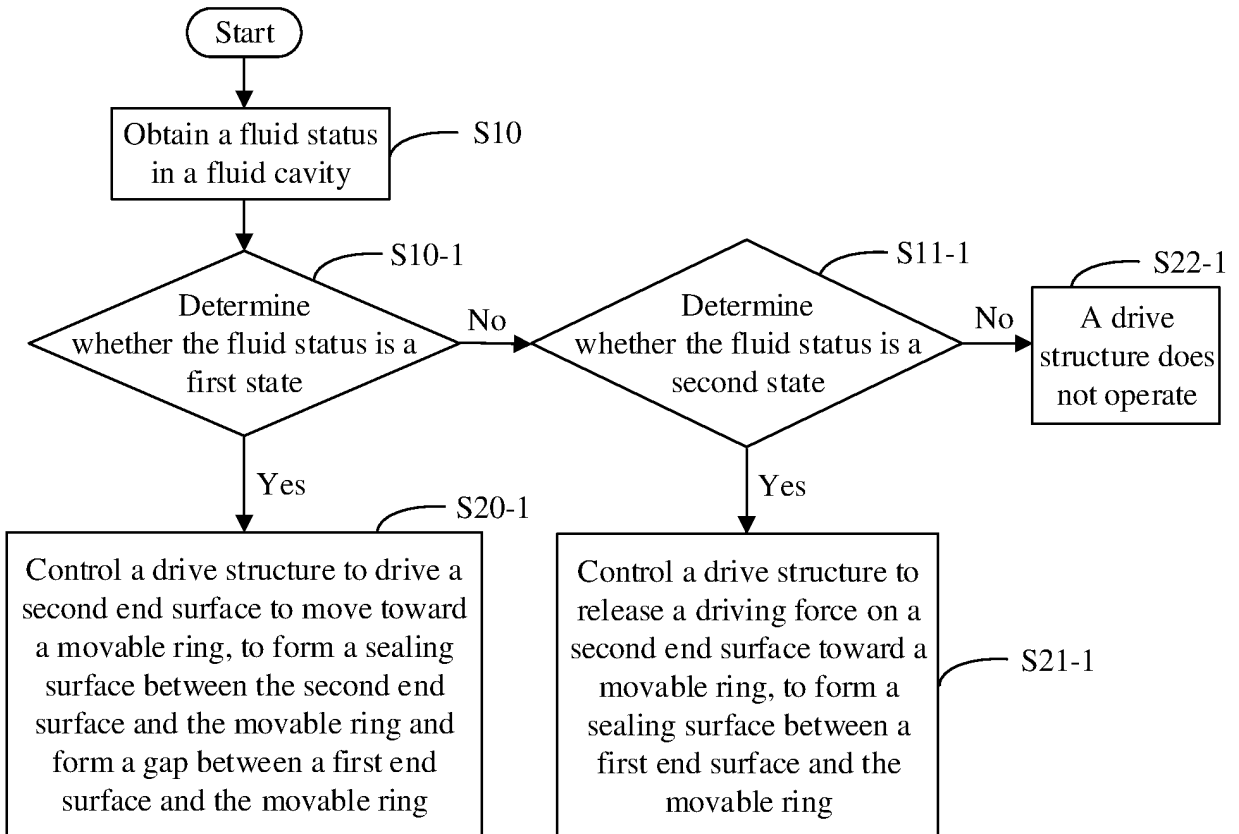 Start
Obtain a fluid status
in a fluid cavity
S10
S10-1
Determine
whether the fluid status is a
first state
No
S11-1
Determine
whether the fluid status is a
second state
No
S22-1
A drive
structure does
not operate
Yes
Yes
S20-1
Control a drive structure to drive a
second end surface to move toward
a movable ring, to form a sealing
surface between the second end
surface and the movable ring and
form a gap between a first end
surface and the movable ring
Control a drive structure to
release a driving force on a
second end surface toward a
movable ring, to form a
sealing surface between a
first end surface and the
movable ring
S21-1